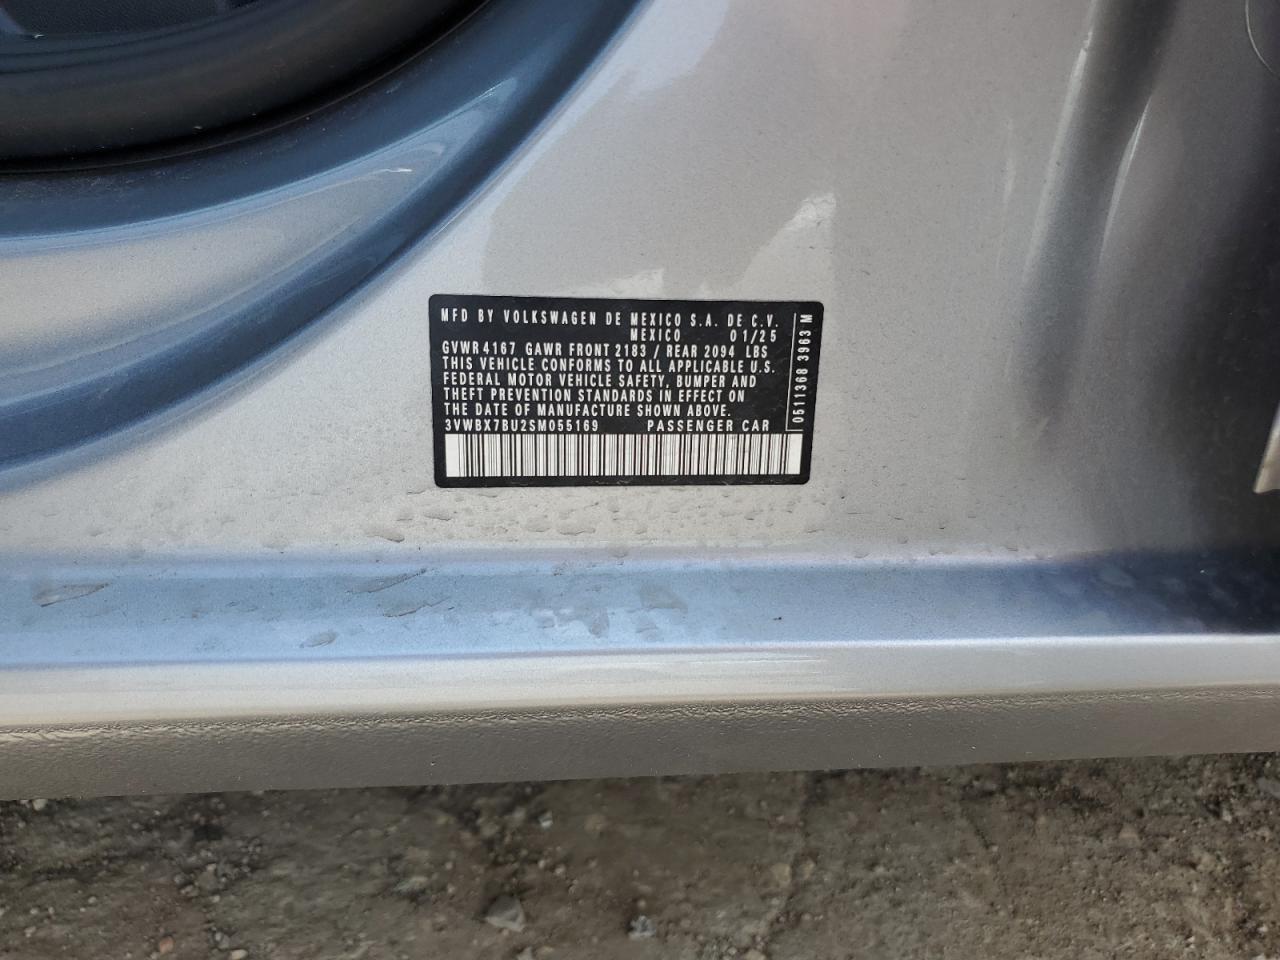 MFD BY VOLKSWAGEN DE MEXICO S.A. DE C.V.
MEXICO 01/25
GVWR 4167 GAWR FRONT 2183 / REAR 2094 LBS
THIS VEHICLE CONFORMS TO ALL APPLICABLE U.S.
FEDERAL MOTOR VEHICLE SAFETY, BUMPER AND
THEFT PREVENTION STANDARDS IN EFFECT ON
THE DATE OF MANUFACTURE SHOWN ABOVE.
3VWBX7BU2SM055169 PASSENGER CAR
0511368 3963 M